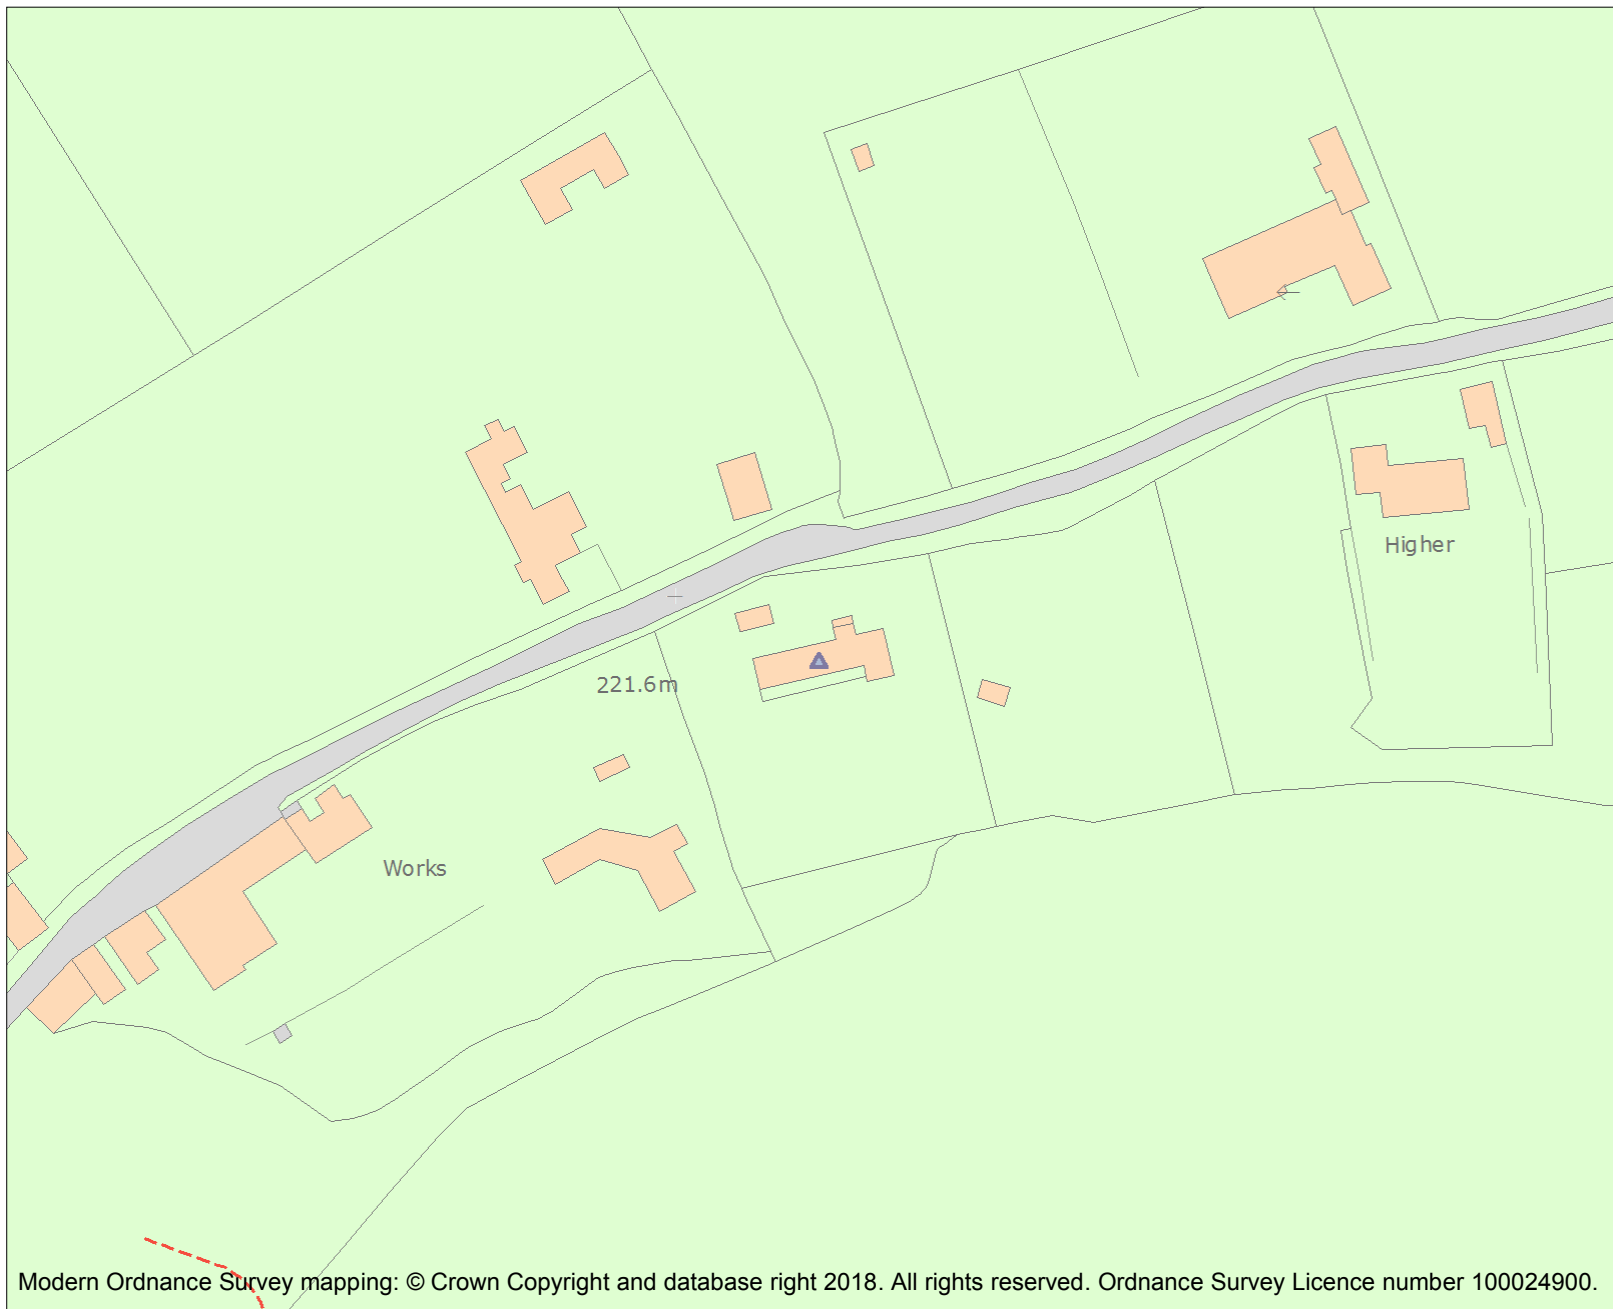 Higher
221.6m
Works
Modern Ordnance Survey mapping: © Crown Copyright and database right 2018. All rights reserved. Ordnance Survey Licence number 100024900.